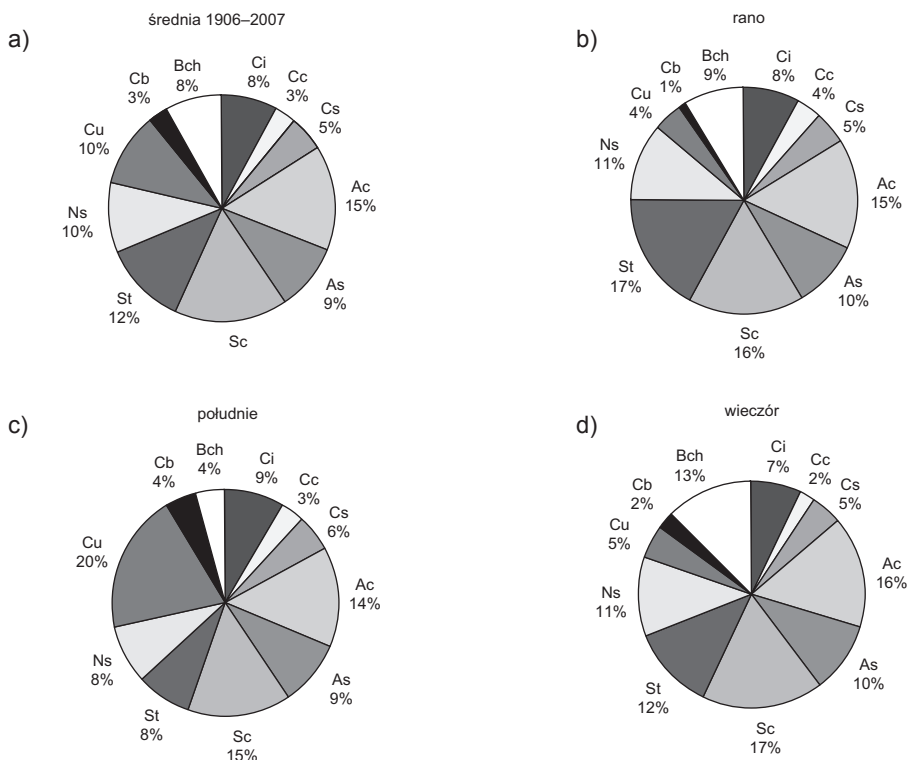 średnia 1906–2007
a)
Bch
8%
Ci
8%
Cc
3%
Cs
5%
Ac
15%
As
9%
Sc
St
12%
Ns
10%
Cu
10%
Cb
3%
rano
b)
Bch
9%
Ci
8%
Cc
4%
Cs
5%
Ac
15%
As
10%
Sc
16%
St
17%
Ns
11%
Cu
4%
Cb
1%
południe
c)
Bch
4%
Ci
9%
Cc
3%
Cs
6%
Ac
14%
As
9%
Sc
15%
St
8%
Ns
8%
Cu
20%
Cb
4%
wieczór
d)
Bch
13%
Ci
7%
Cc
2%
Cs
5%
Ac
16%
As
10%
Sc
17%
St
12%
Ns
11%
Cu
5%
Cb
2%